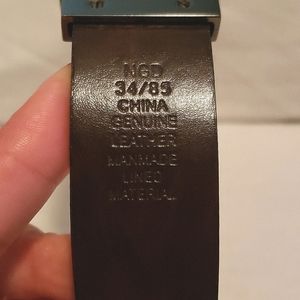 NGD
34/85
CHINA
GENUINE
LEATHER
MANMADE
LINED
MATERIAL